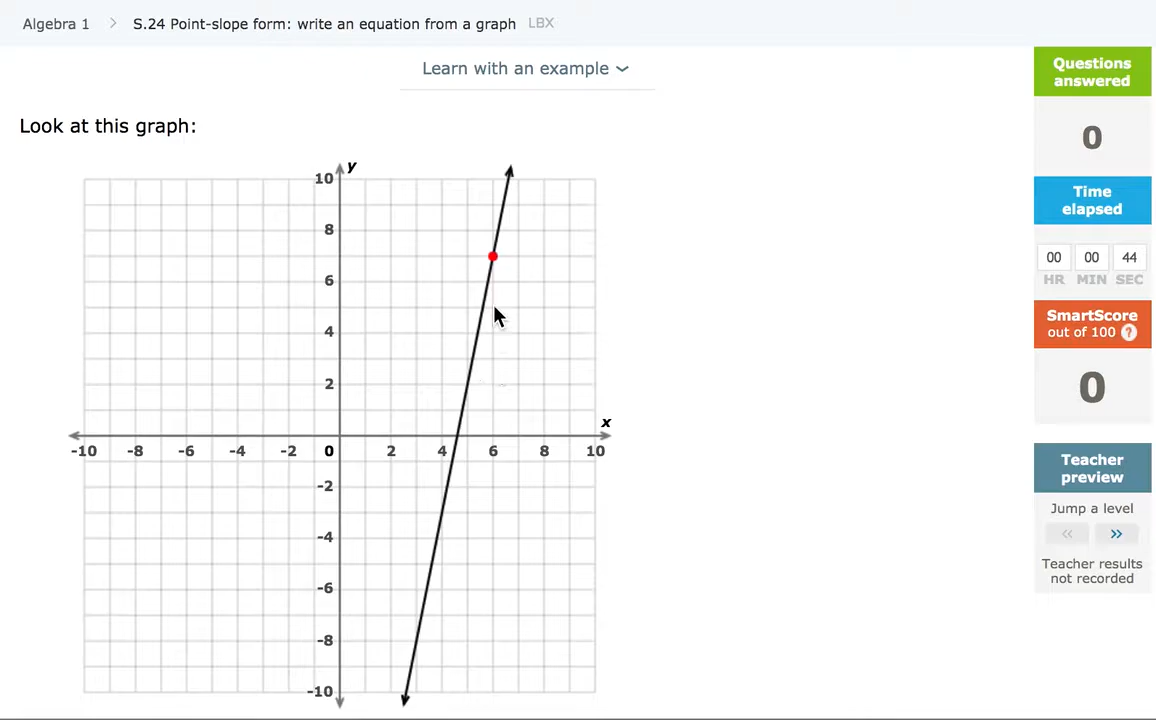 Algebra 1 > S.24 Point-slope form: write an equation from a graph LBX
Learn with an example
Look at this graph:
y
10
8
6
4
2
x
-10 -8 -6 -4 -2 0 2 4 6 8 10
-2
-4
-6
-8
-10
Questions
answered
0
Time
elapsed
00 00 44
HR MIN SEC
SmartScore
out of 100 ?
0
Teacher
preview
Jump a level
<< >>
Teacher results
not recorded